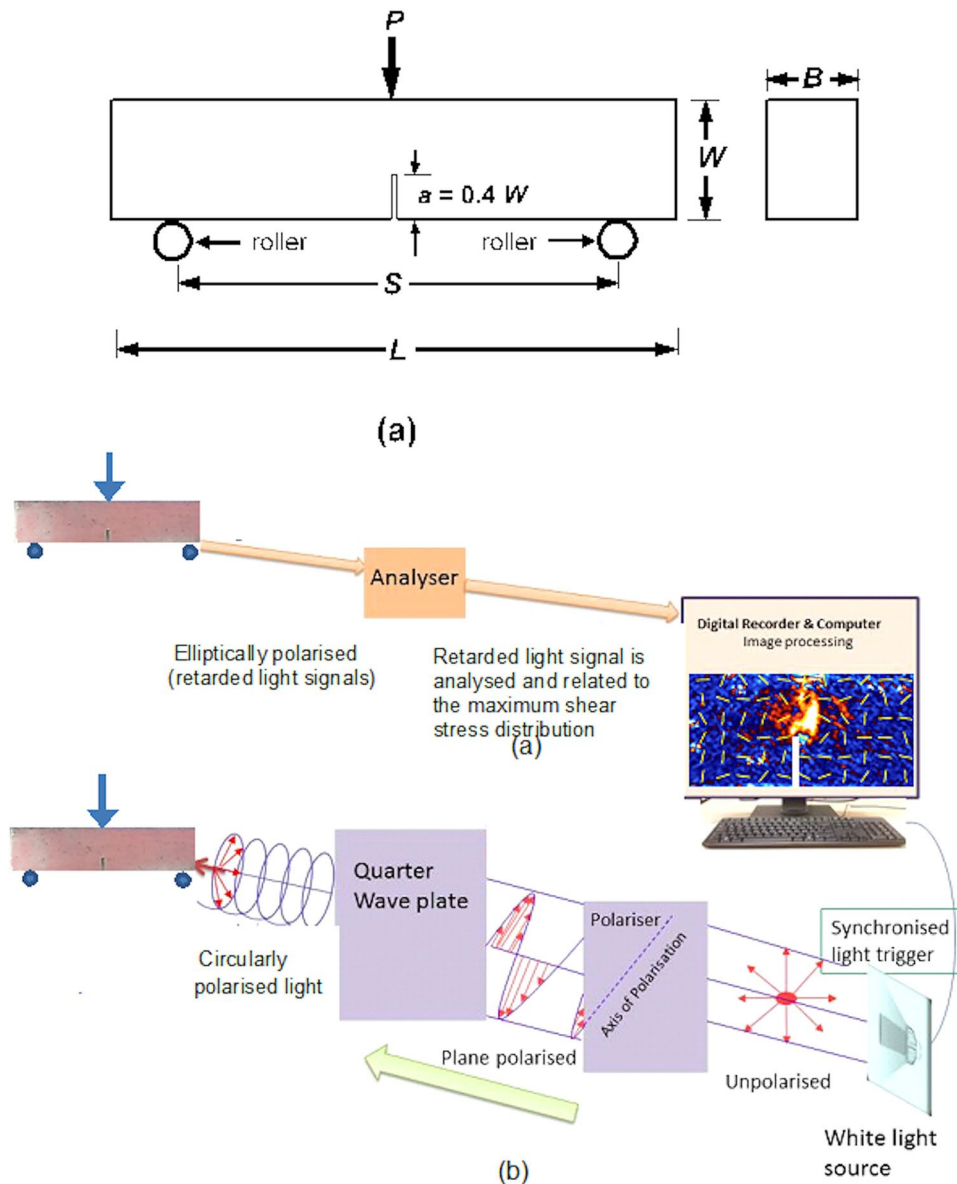 P
B
W
a = 0.4 W
roller
roller
S
L
(a)
Analyser
Digital Recorder & Computer
Image processing
Elliptically polarised
(retarded light signals)
Retarded light signal is
analysed and related to
the maximum shear
stress distribution
(a)
Quarter
Wave plate
Polariser
Axis of Polarisation
Synchronised
light trigger
Circularly
polarised light
Plane polarised
Unpolarised
White light
source
(b)